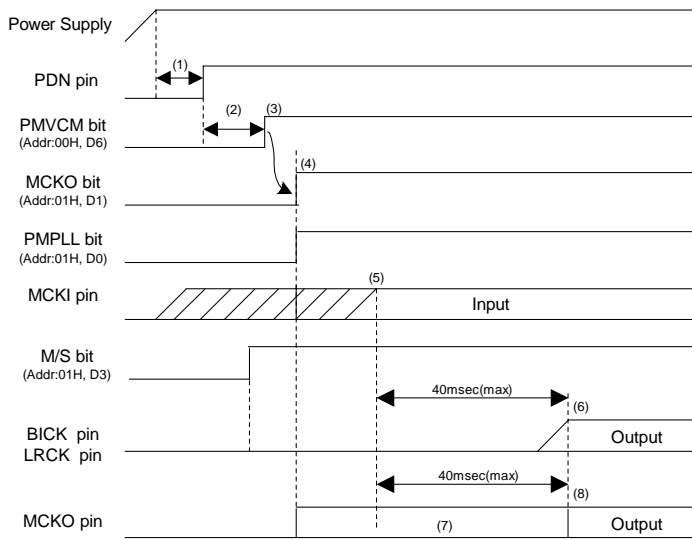 Power Supply
(1)
PDN pin
(2)
(3)
PMVCM bit
(Addr:00H, D6)
(4)
MCKO bit
(Addr:01H, D1)
PMPLL bit
(Addr:01H, D0)
(5)
MCKI pin
Input
M/S bit
(Addr:01H, D3)
40msec(max)
(6)
BICK pin
Output
LRCK pin
40msec(max)
(8)
MCKO pin
(7)
Output